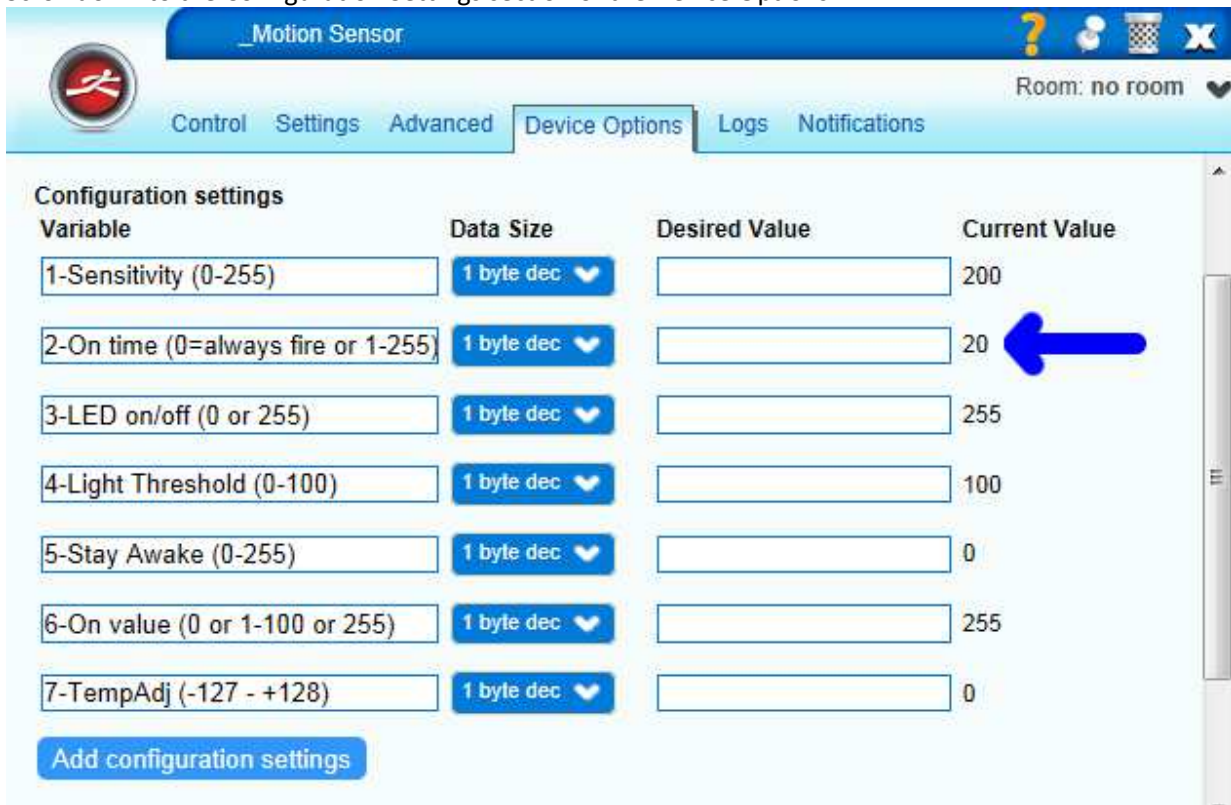 _Motion Sensor
Room: no room
Control Settings Advanced Device Options Logs Notifications
Configuration settings
Variable Data Size Desired Value Current Value
1-Sensitivity (0-255) 1 byte dec 200
2-On time (0=always fire or 1-255) 1 byte dec 20
3-LED on/off (0 or 255) 1 byte dec 255
4-Light Threshold (0-100) 1 byte dec 100
5-Stay Awake (0-255) 1 byte dec 0
6-On value (0 or 1-100 or 255) 1 byte dec 255
7-TempAdj (-127 - +128) 1 byte dec 0
Add configuration settings